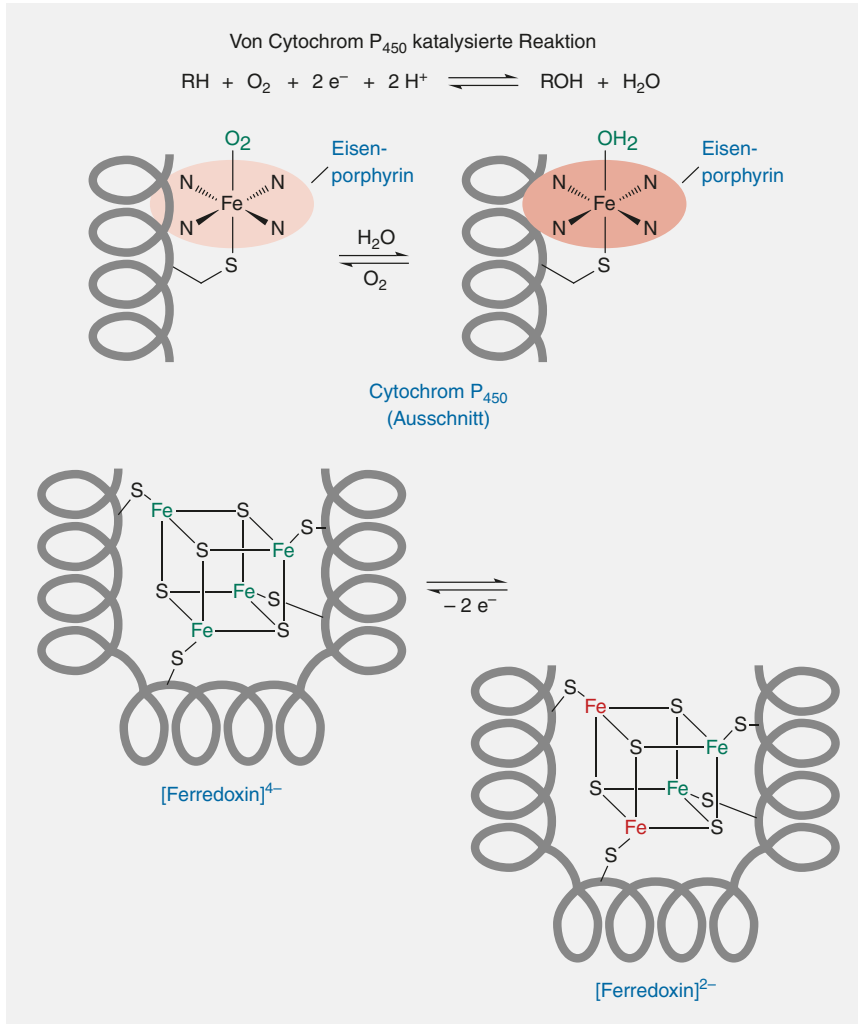 Von Cytochrom P450 katalysierte Reaktion
RH + O2 + 2 e– + 2 H+ ⇌ ROH + H2O
O2
Eisen-
porphyrin
N N
Fe
N N
S
H2O
O2
OH2
Eisen-
porphyrin
N N
Fe
N N
S
Cytochrom P450
(Ausschnitt)
S
Fe S
S
S Fe
S Fe
S
Fe S
S
– 2 e–
[Ferredoxin]4–
S
Fe S
S
S Fe
S Fe
S
Fe S
S
[Ferredoxin]2–